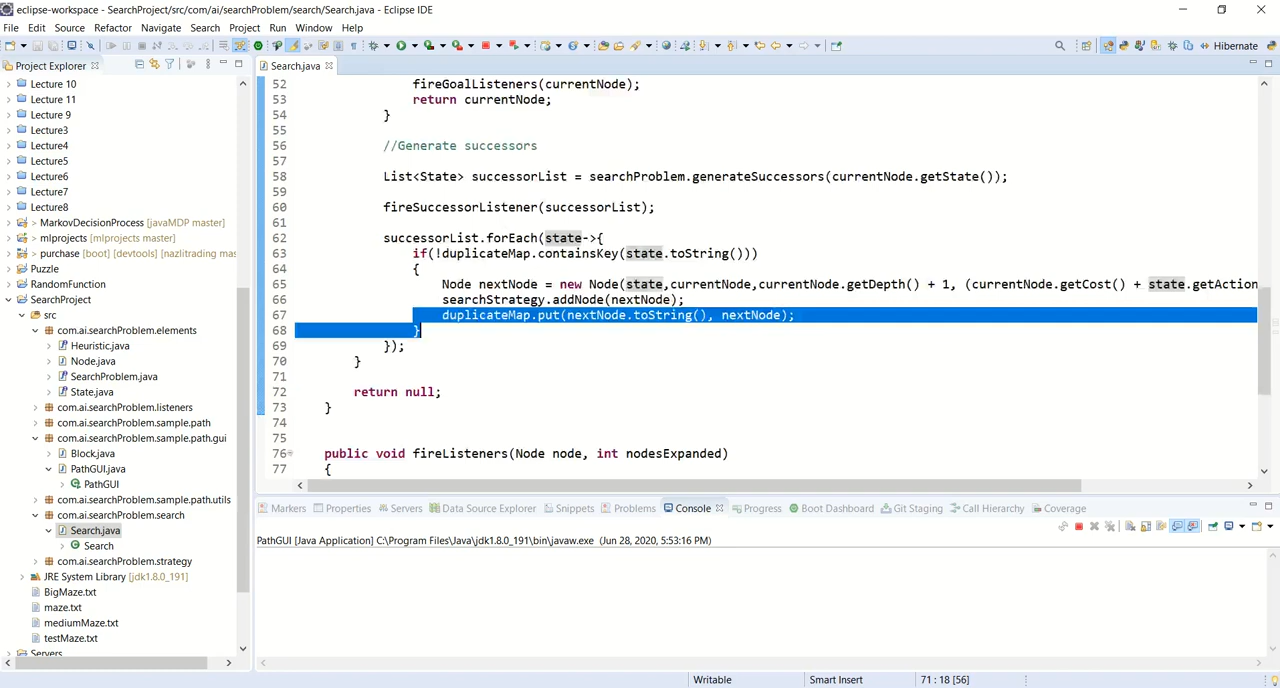 eclipse-workspace - SearchProject/src/com/ai/searchProblem/search/Search.java - Eclipse IDE
File Edit Source Refactor Navigate Search Project Run Window Help
Hibernate
Project Explorer
Search.java
Lecture 10
Lecture 11
Lecture 9
Lecture3
Lecture4
Lecture5
Lecture6
Lecture7
Lecture8
> MarkovDecisionProcess [javaMDP master]
> mlprojects [mlprojects master]
> purchase [boot] [devtools] [nazlitrading mas
Puzzle
RandomFunction
SearchProject
src
com.ai.searchProblem.elements
Heuristic.java
Node.java
SearchProblem.java
State.java
com.ai.searchProblem.listeners
com.ai.searchProblem.sample.path
com.ai.searchProblem.sample.path.gui
Block.java
PathGUI.java
PathGUI
com.ai.searchProblem.sample.path.utils
com.ai.searchProblem.search
Search.java
Search
com.ai.searchProblem.strategy
JRE System Library [jdk1.8.0_191]
BigMaze.txt
maze.txt
mediumMaze.txt
testMaze.txt
Servers
52 fireGoalListeners(currentNode);
53 return currentNode;
54 }
55
56 //Generate successors
57
58 List<State> successorList = searchProblem.generateSuccessors(currentNode.getState());
59
60 fireSuccessorListener(successorList);
61
62 successorList.forEach(state->{
63 if(!duplicateMap.containsKey(state.toString()))
64 {
65 Node nextNode = new Node(state,currentNode,currentNode.getDepth() + 1, (currentNode.getCost() + state.getAction
66 searchStrategy.addNode(nextNode);
67 duplicateMap.put(nextNode.toString(), nextNode);
68 }
69 });
70 }
71
72 return null;
73 }
74
75
76 public void fireListeners(Node node, int nodesExpanded)
77 {
Markers Properties Servers Data Source Explorer Snippets Problems Console Progress Boot Dashboard Git Staging Call Hierarchy Coverage
PathGUI [Java Application] C:\Program Files\Java\jdk1.8.0_191\bin\javaw.exe (Jun 28, 2020, 5:53:16 PM)
Writable Smart Insert 71 : 18 [56]